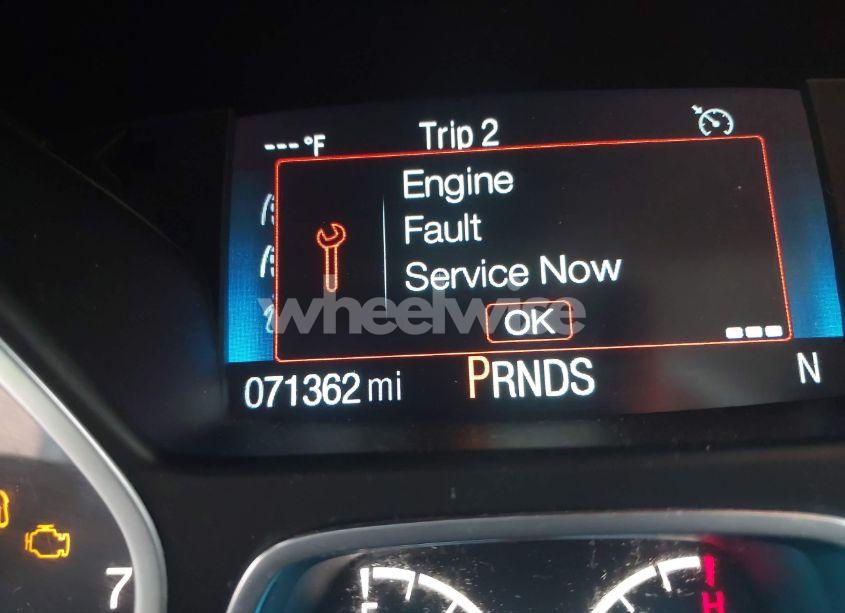 --- °F
Trip 2
Engine
Fault
Service Now
wheelwise
OK
071362 mi
PRNDS
N
7
F
H